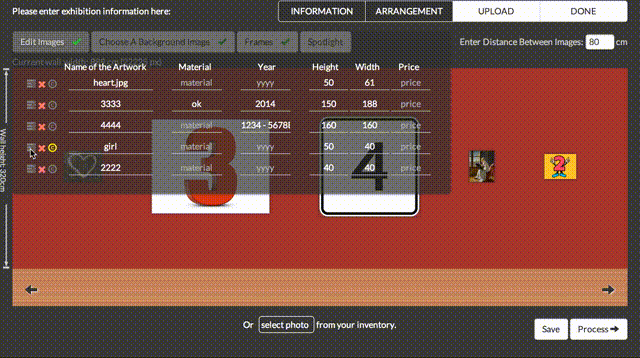 Please enter exhibition information here:
INFORMATION ARRANGEMENT UPLOAD DONE
Edit Images Choose A Background Image Frames Spotlight
Enter Distance Between Images: 80 cm
Current wall width:
Name of the Artwork Material Year Height Width Price
heart.jpg material yyyy 50 61 price
3333 ok 2014 150 188 price
4444 material 1234 - 5678 160 160 price
girl material yyyy 50 40 price
2222 material yyyy 40 40 price
Wall height: 320cm
3
4
2
Or select photo from your inventory.
Save Process